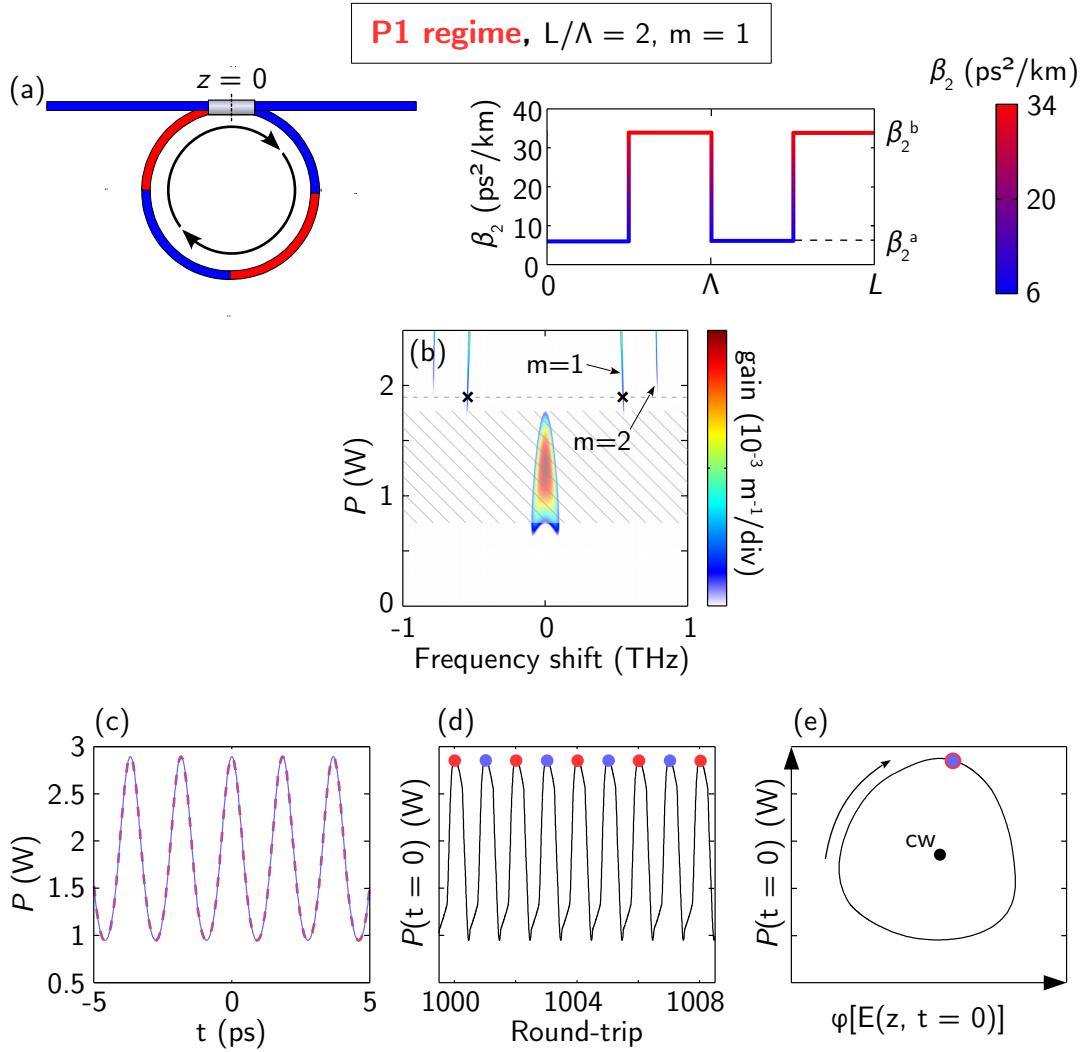 P1 regime, L/Λ = 2, m = 1
(a)
z = 0
β₂ (ps²/km)
40
30
20
10
0
0
Λ
L
β₂ᵇ
β₂ᵃ
β₂ (ps²/km)
34
20
6
(b)
P (W)
2
1
0
m=1
m=2
-1
0
1
Frequency shift (THz)
gain (10⁻³ m⁻¹/div)
(c)
P (W)
3
2.5
2
1.5
1
0.5
-5
0
5
t (ps)
(d)
P(t = 0) (W)
1000
1004
1008
Round-trip
(e)
P(t = 0) (W)
cw
φ[E(z, t = 0)]